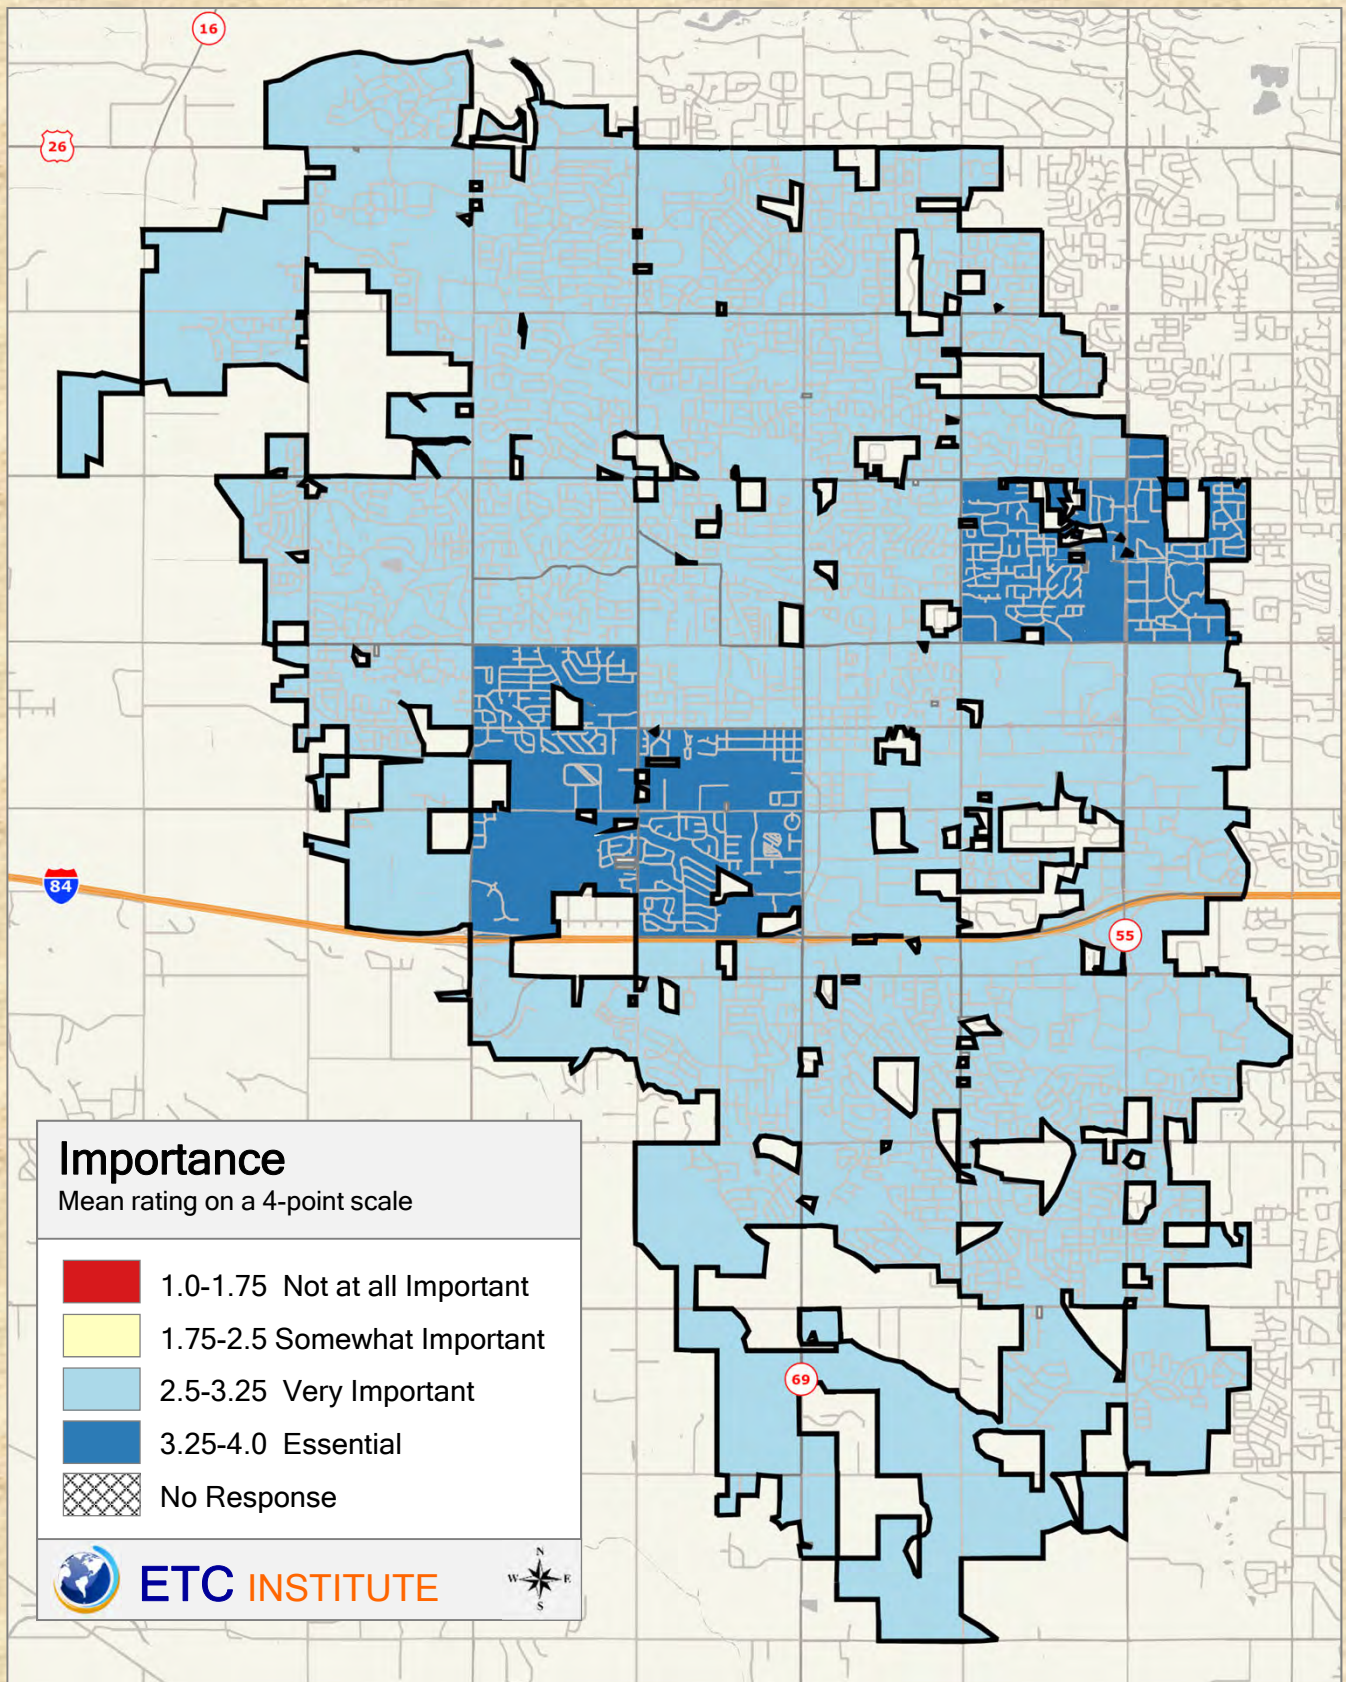 16
26
84
55
69
Importance
Mean rating on a 4-point scale
1.0-1.75 Not at all Important
1.75-2.5 Somewhat Important
2.5-3.25 Very Important
3.25-4.0 Essential
No Response
ETC INSTITUTE
N
W E
S